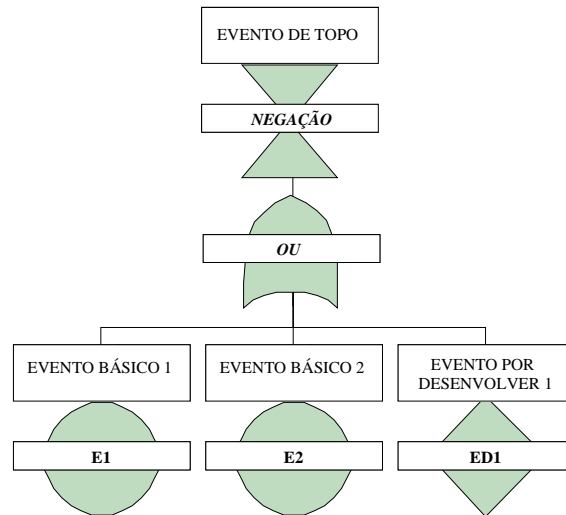 EVENTO DE TOPO
NEGAÇÃO
OU
EVENTO BÁSICO 1
EVENTO BÁSICO 2
EVENTO POR
DESENVOLVER 1
E1
E2
ED1